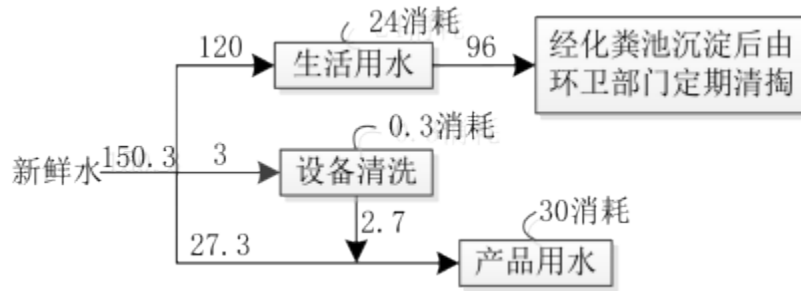 24消耗
120
生活用水
96
经化粪池沉淀后由
环卫部门定期清掏
0.3消耗
新鲜水
150.3
3
设备清洗
2.7
30消耗
27.3
产品用水